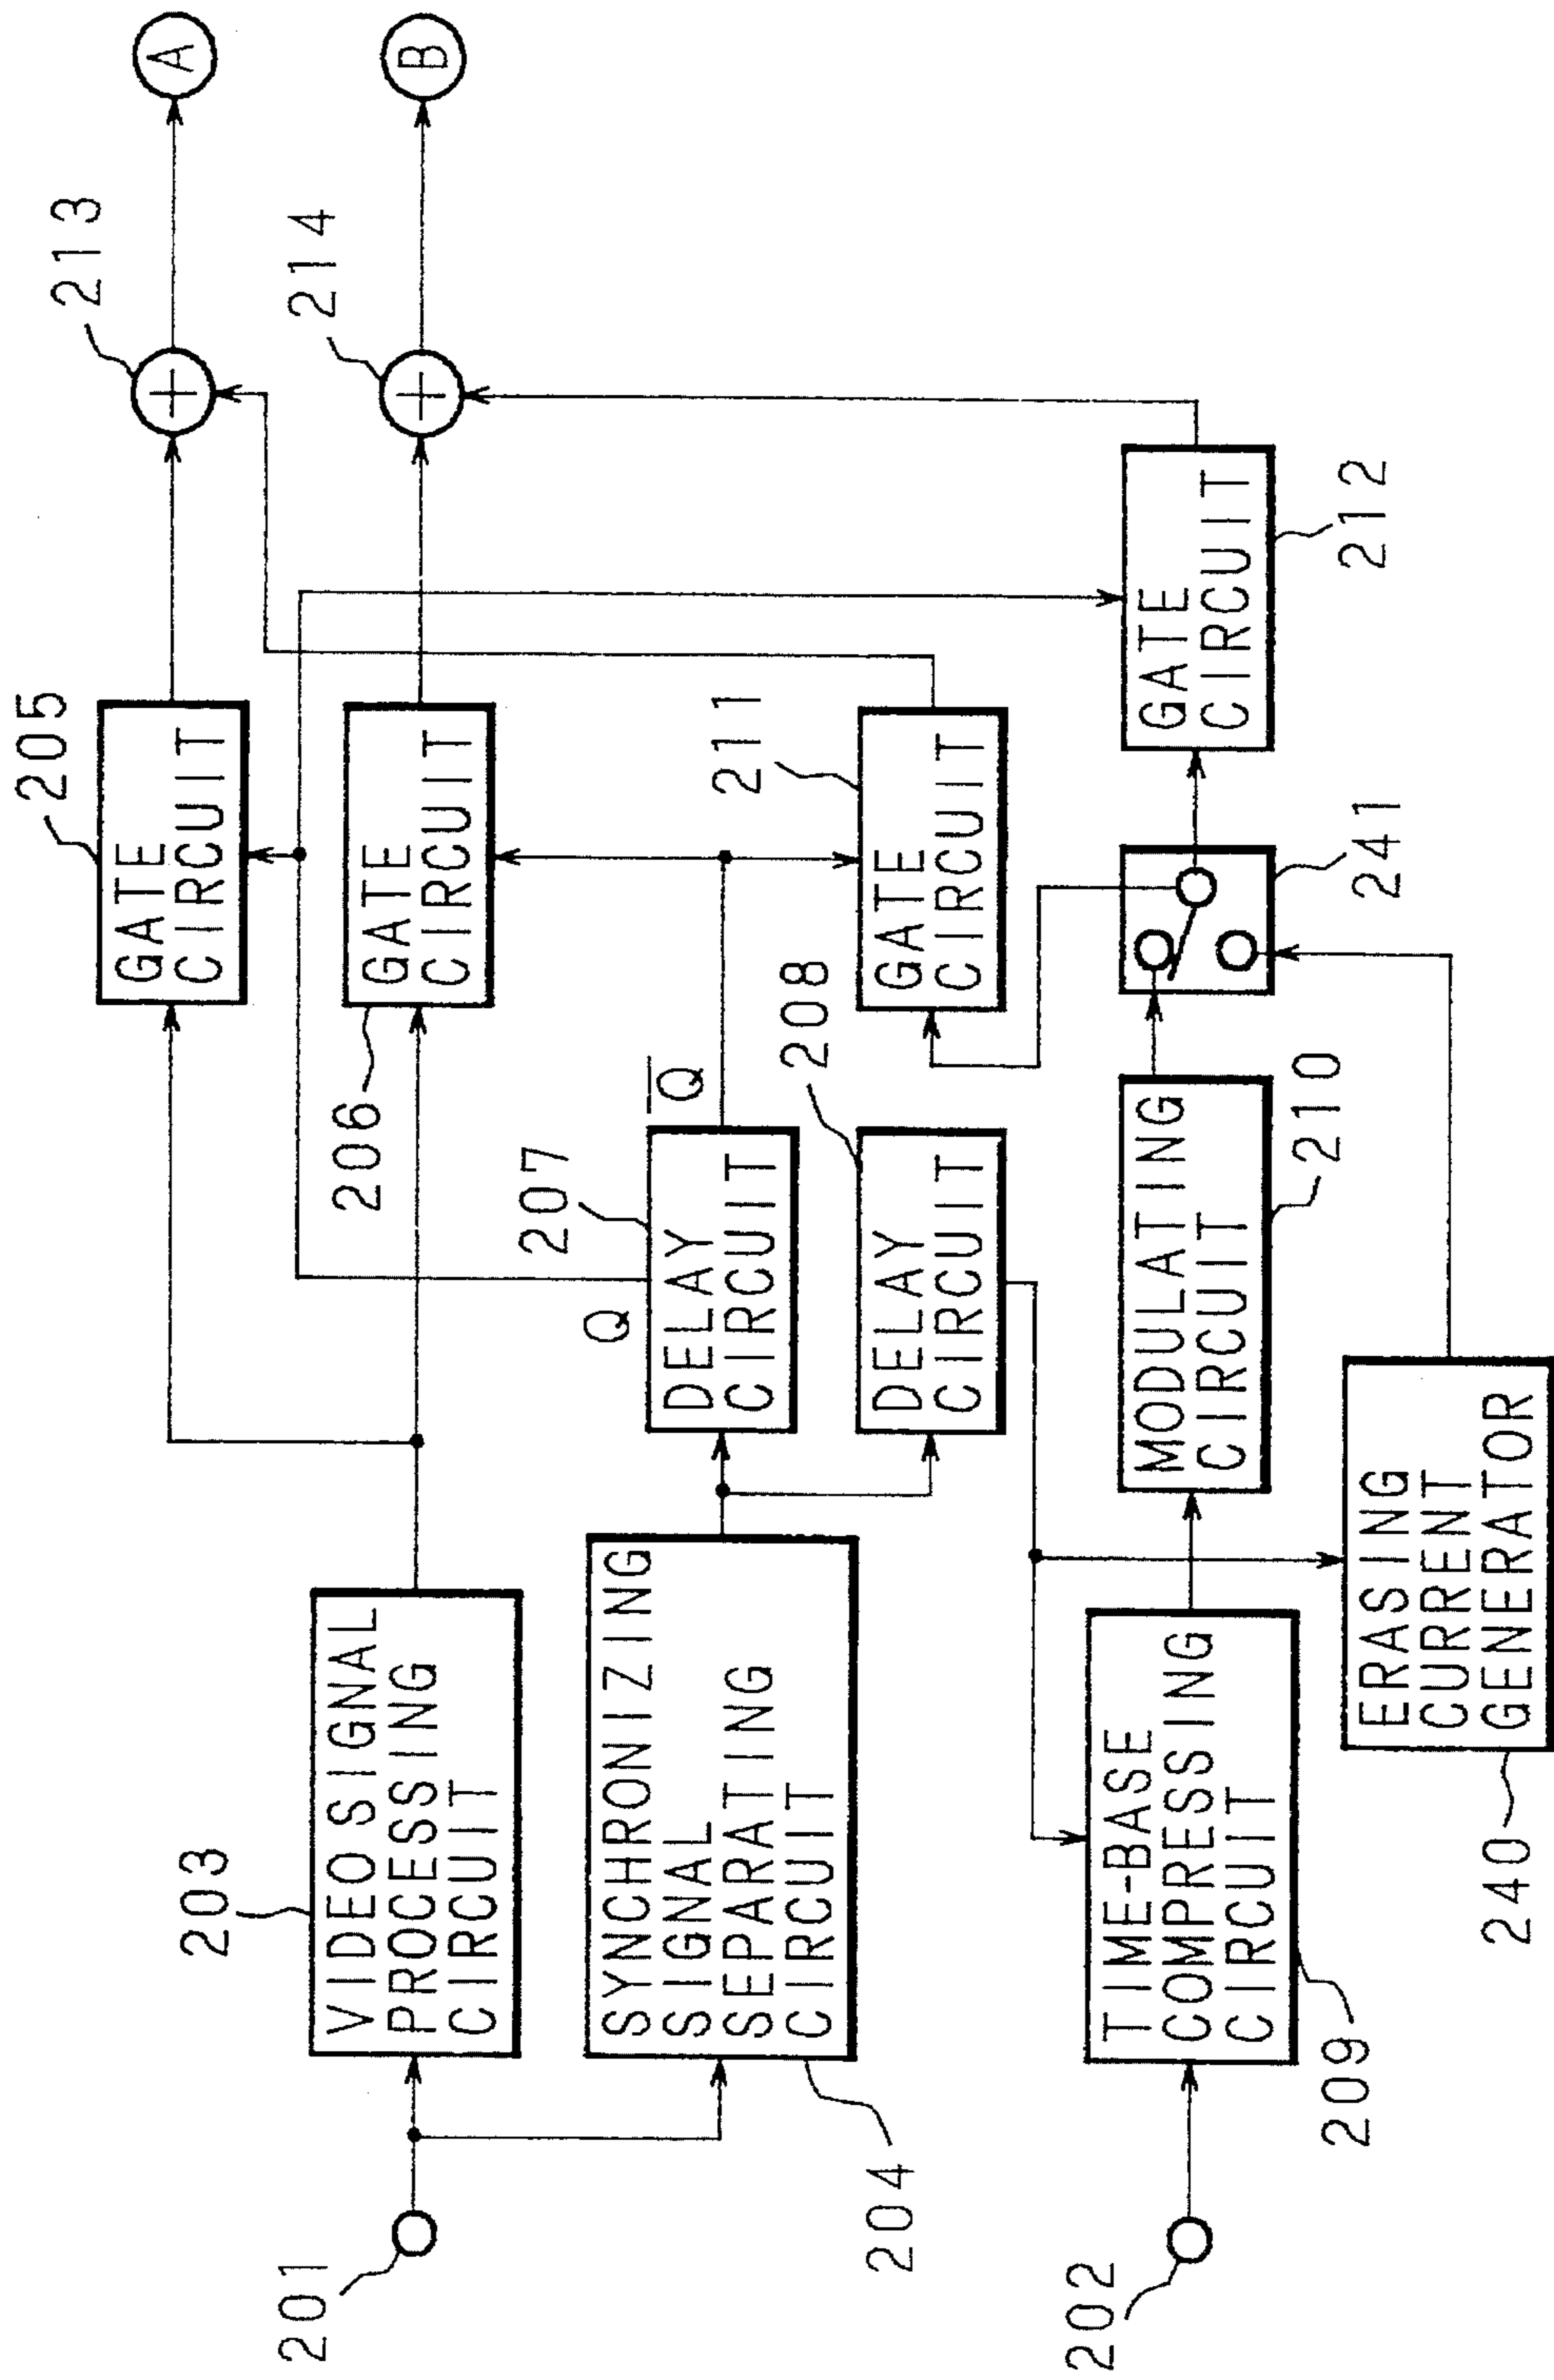 A
213
B
214
205
GATE
CIRCUIT
206
GATE
CIRCUIT
203
VIDEO SIGNAL
PROCESSING
CIRCUIT
201
207
Q
Q̅
DELAY
CIRCUIT
208
DELAY
CIRCUIT
211
GATE
CIRCUIT
SYNCHRONIZING
SIGNAL
SEPARATING
CIRCUIT
204
202
TIME-BASE
COMPRESSING
CIRCUIT
209
MODULATING
CIRCUIT
210
241
GATE
CIRCUIT
212
ERASING
CURRENT
GENERATOR
240